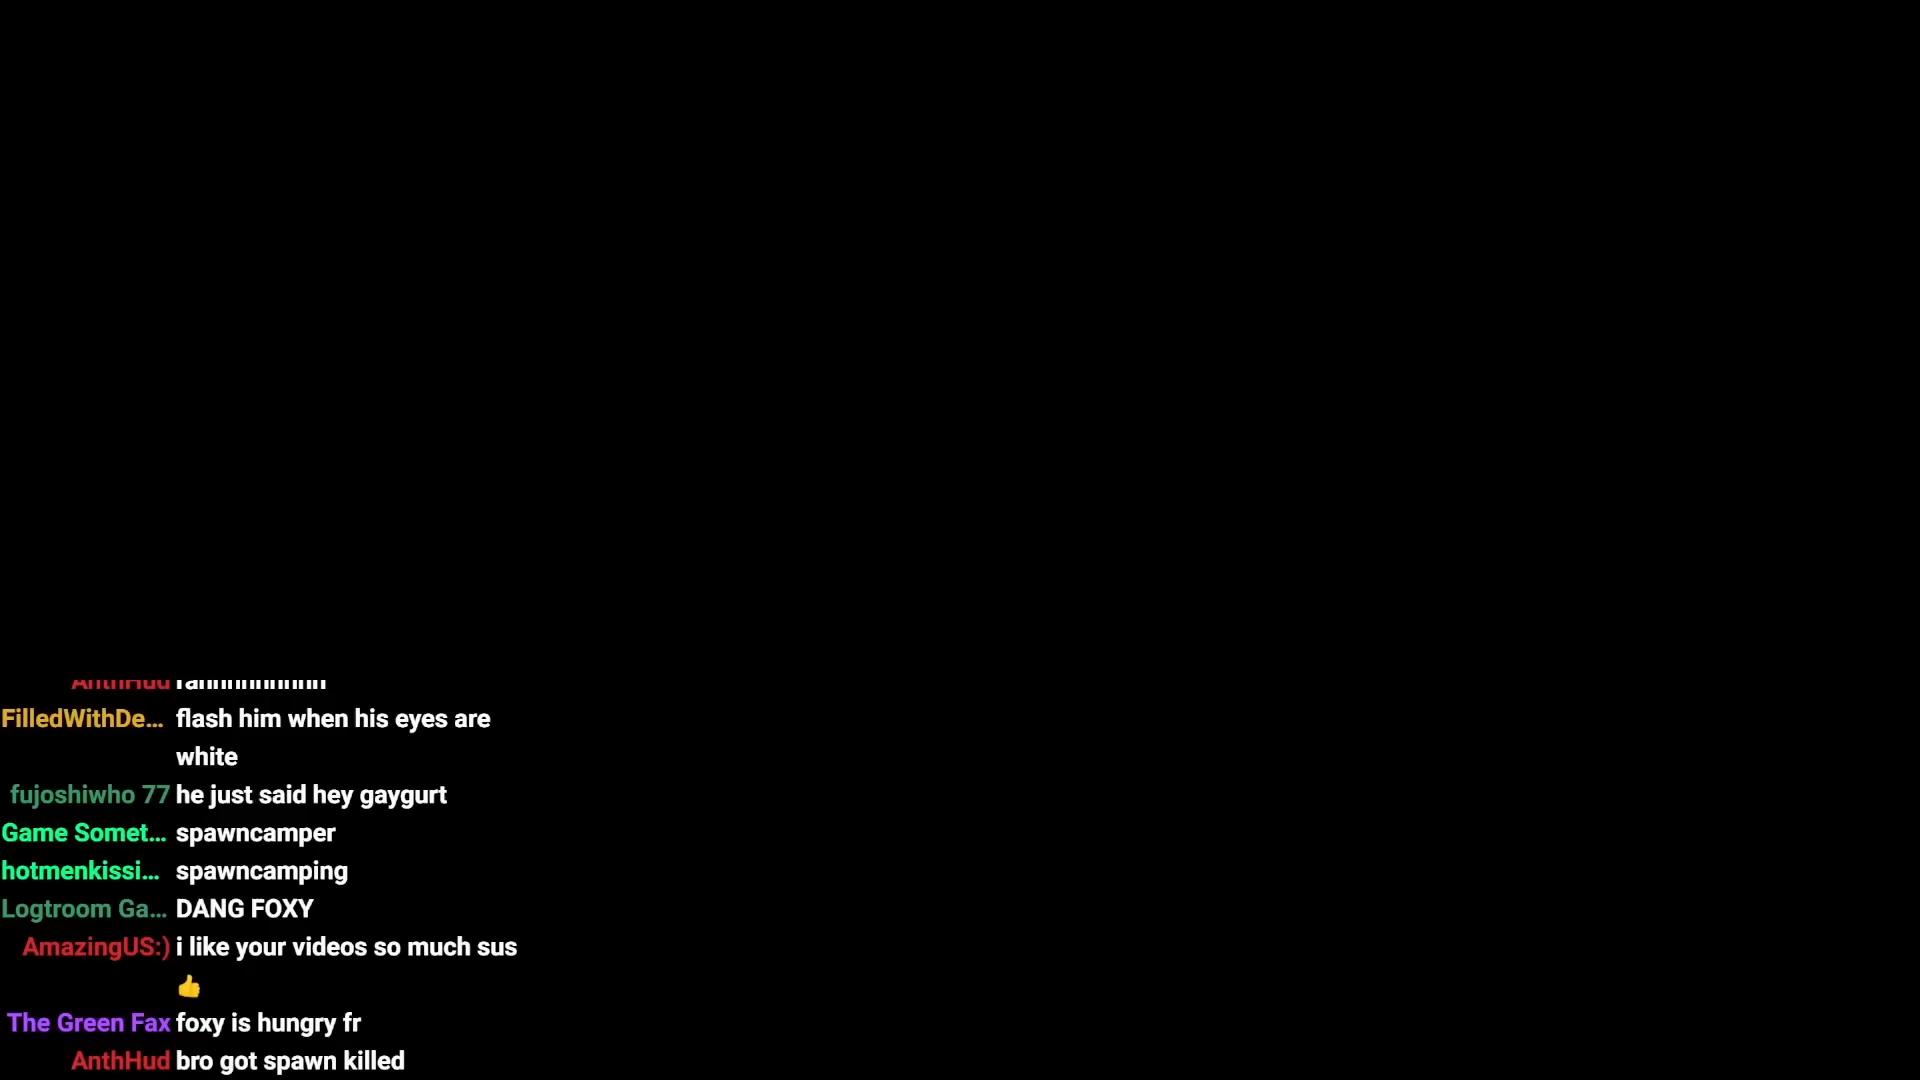 AnthHud
FilledWithDe... flash him when his eyes are
white
fujoshiwho 77 he just said hey gaygurt
Game Somet... spawncamper
hotmenkissi... spawncamping
Logtroom Ga... DANG FOXY
AmazingUS:) i like your videos so much sus
👍
The Green Fax foxy is hungry fr
AnthHud bro got spawn killed